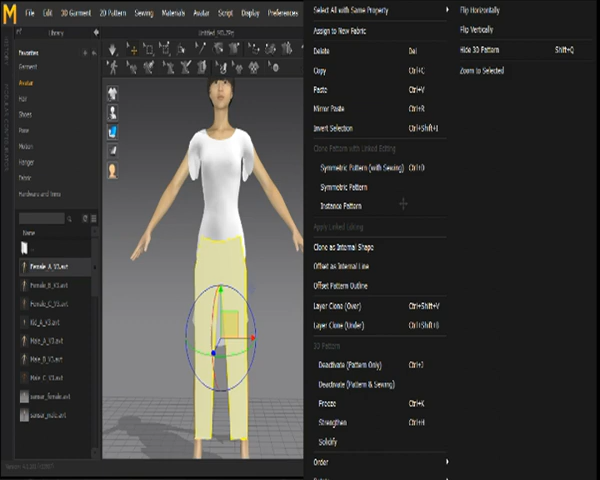 M File Edit 3D Garment 2D Pattern Sewing Materials Avatar Script Display Preferences
Library
Favorites
Garment
Avatar
Hair
Shoes
Pose
Motion
Hanger
Fabric
Hardware and Trims
Name
..
Female_A_V3.avt
Female_B_V3.avt
Female_C_V3.avt
Kid_A_V3.avt
Male_A_V3.avt
Male_B_V3.avt
Male_C_V3.avt
Select All with Same Property
Assign to New Fabric
Delete Del
Copy Ctrl+C
Paste Ctrl+V
Mirror Paste Ctrl+R
Invert Selection Ctrl+Shift+I
Clone Pattern with Linked Editing
Symmetric Pattern (with Sewing) Ctrl+D
Symmetric Pattern
Instance Pattern
Apply Linked Editing
Clone as Internal Shape
Offset as Internal Line
Offset Pattern Outline
Layer Clone (Over) Ctrl+Shift+V
Layer Clone (Under) Ctrl+Shift+B
2D Pattern
Deactivate (Pattern Only) Ctrl+J
Deactivate (Pattern & Sewing)
Freeze Ctrl+K
Strengthen Ctrl+H
Solidify
Order
Flip Horizontally
Flip Vertically
Hide 3D Pattern Shift+Q
Zoom to Selected